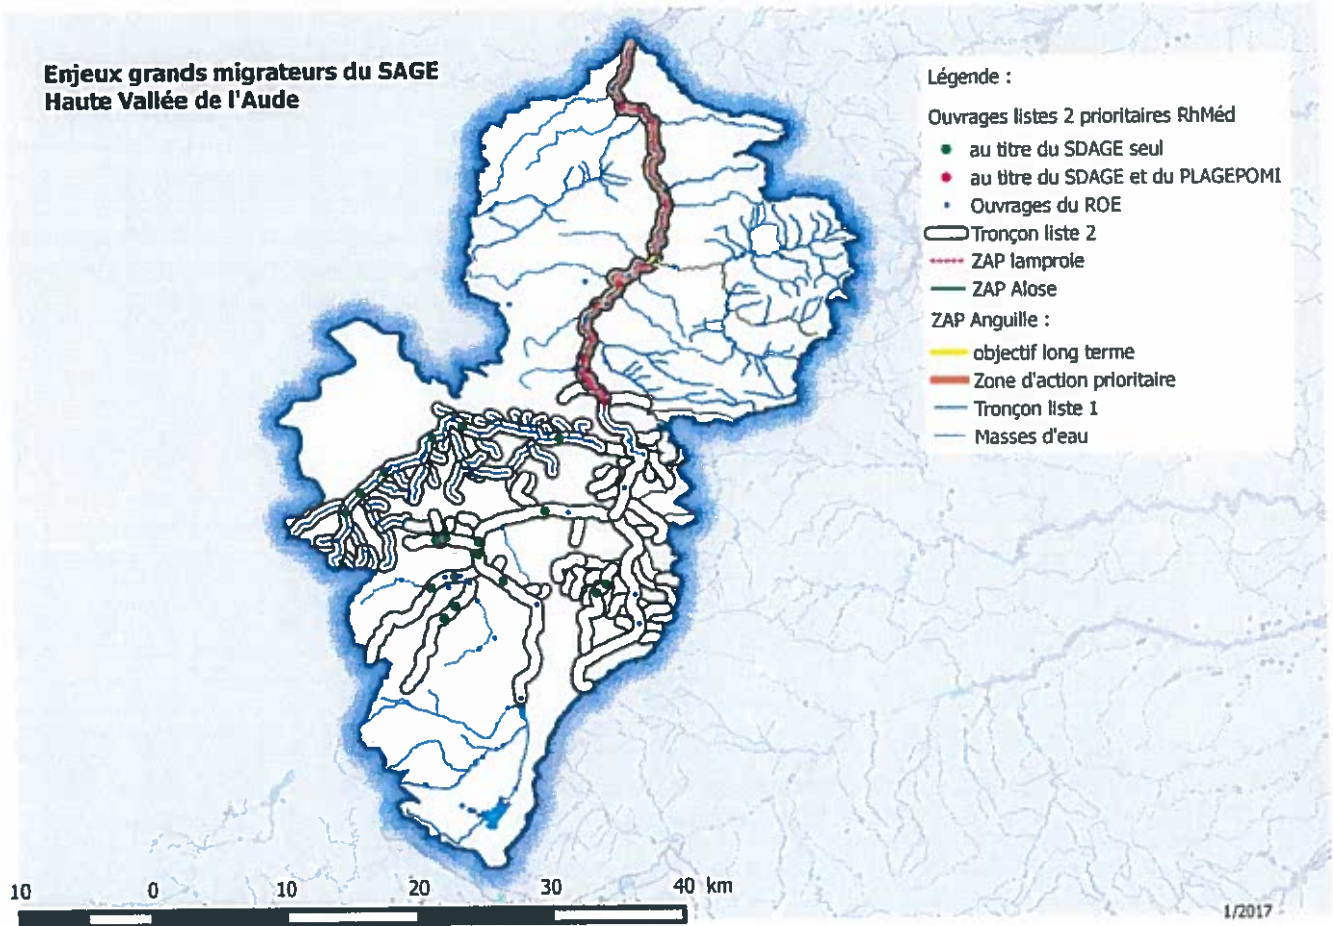 Enjeux grands migrateurs du SAGE
Haute Vallée de l'Aude
Légende :
Ouvrages listes 2 prioritaires RhMéd
au titre du SDAGE seul
au titre du SDAGE et du PLAGEPOMI
Ouvrages du ROE
Tronçon liste 2
ZAP lamproie
ZAP Alose
ZAP Anguille :
objectif long terme
Zone d'action prioritaire
Tronçon liste 1
Masses d'eau
10 0 10 20 30 40 km
1/2017